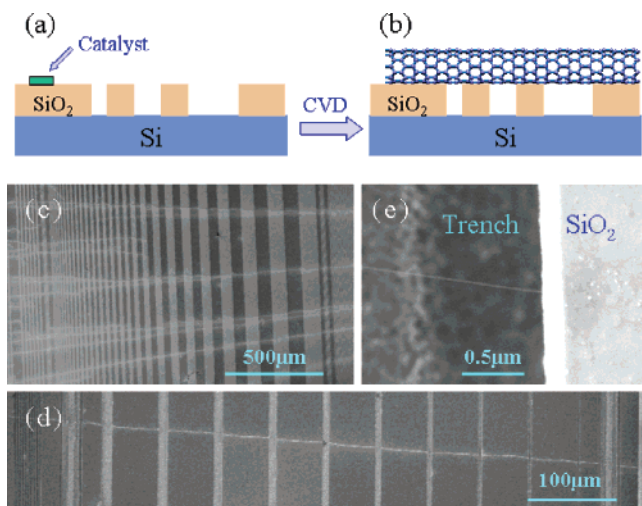 (a)
Catalyst
SiO₂
Si
CVD
(b)
SiO₂
Si
(c)
500μm
(e)
Trench
SiO₂
0.5μm
(d)
100μm